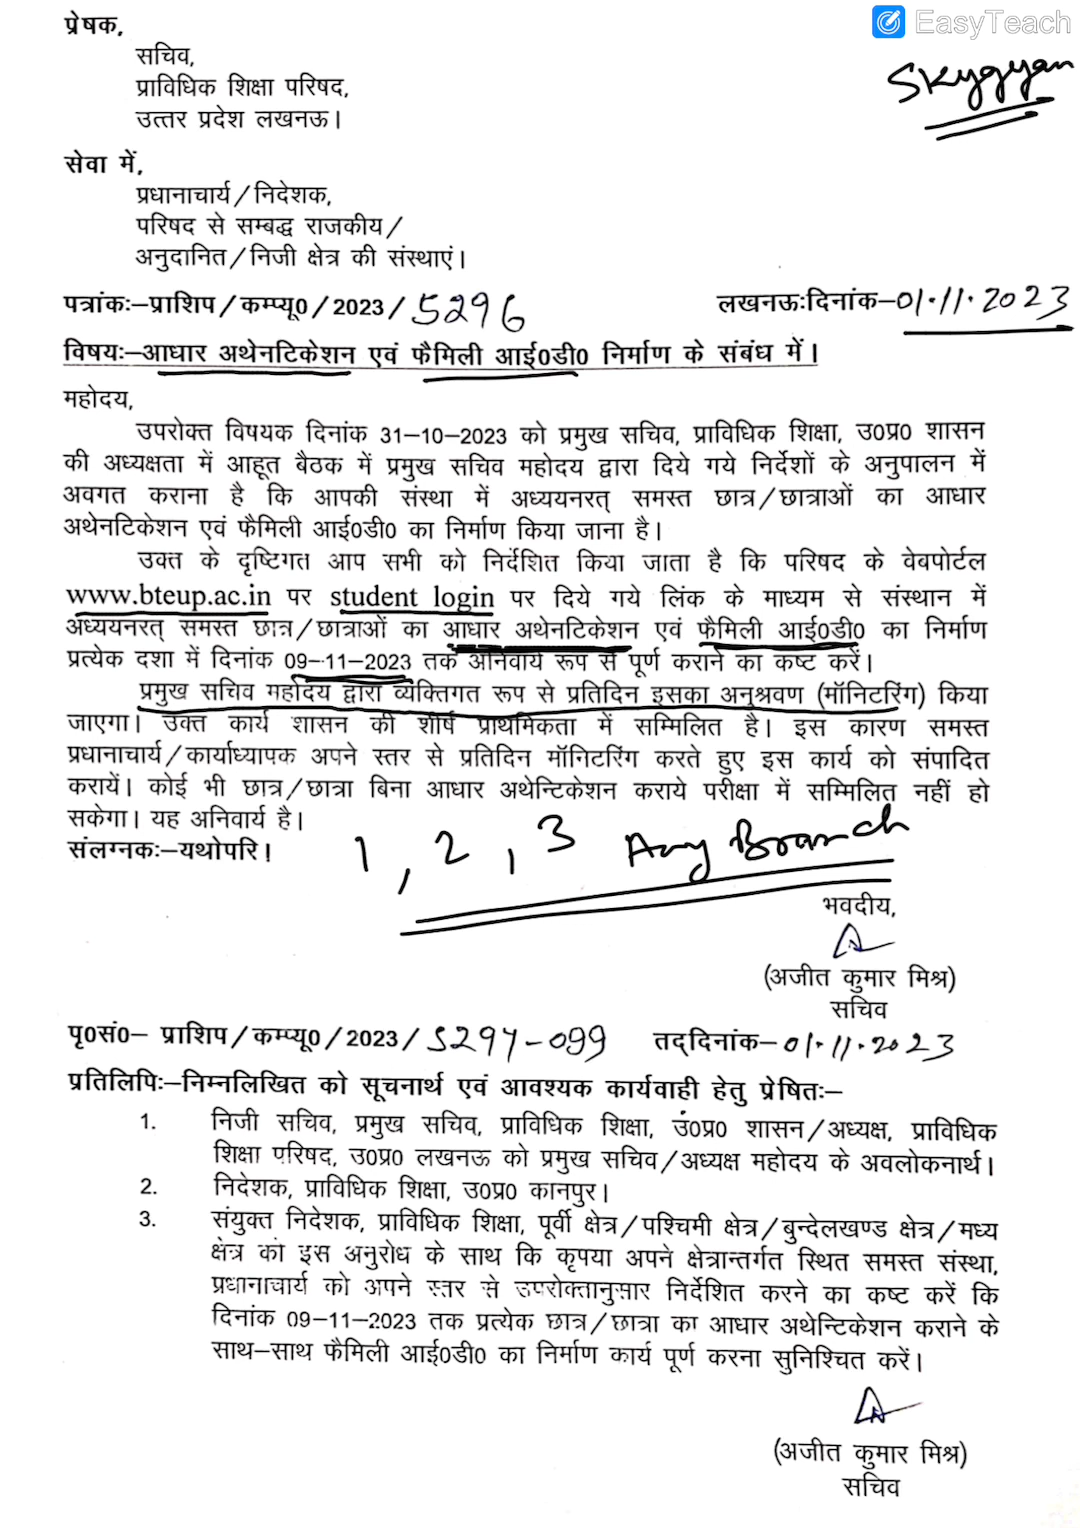 EasyTeach
Skygyan
प्रेषक,
सचिव,
प्राविधिक शिक्षा परिषद,
उत्तर प्रदेश लखनऊ।
सेवा में,
प्रधानाचार्य/निदेशक,
परिषद से सम्बद्ध राजकीय/
अनुदानित/निजी क्षेत्र की संस्थाएं।
पत्रांकः–प्राशिप/कम्प्यू0/2023/5296 लखनऊःदिनांक–01.11.2023
विषयः–आधार अथेनटिकेशन एवं फैमिली आई0डी0 निर्माण के संबंध में।
महोदय,
उपरोक्त विषयक दिनांक 31–10–2023 को प्रमुख सचिव, प्राविधिक शिक्षा, उ0प्र0 शासन
की अध्यक्षता में आहूत बैठक में प्रमुख सचिव महोदय द्वारा दिये गये निर्देशों के अनुपालन में
अवगत कराना है कि आपकी संस्था में अध्ययनरत् समस्त छात्र/छात्राओं का आधार
अथेनटिकेशन एवं फैमिली आई0डी0 का निर्माण किया जाना है।
उक्त के दृष्टिगत आप सभी को निर्देशित किया जाता है कि परिषद के वेबपोर्टल
www.bteup.ac.in पर student login पर दिये गये लिंक के माध्यम से संस्थान में
अध्ययनरत् समस्त छात्र/छात्राओं का आधार अथेनटिकेशन एवं फैमिली आई0डी0 का निर्माण
प्रत्येक दशा में दिनांक 09–11–2023 तक अनिवार्य रूप से पूर्ण कराने का कष्ट करें।
प्रमुख सचिव महोदय द्वारा व्यक्तिगत रूप से प्रतिदिन इसका अनुश्रवण (मॉनिटरिंग) किया
जाएगा। उक्त कार्य शासन की शीर्ष प्राथमिकता में सम्मिलित है। इस कारण समस्त
प्रधानाचार्य/कार्याध्यापक अपने स्तर से प्रतिदिन मॉनिटरिंग करते हुए इस कार्य को संपादित
करायें। कोई भी छात्र/छात्रा बिना आधार अथेन्टिकेशन कराये परीक्षा में सम्मिलित नहीं हो
सकेगा। यह अनिवार्य है।
संलग्नकः–यथोपरि।
1, 2, 3 Any Branch
भवदीय,
(अजीत कुमार मिश्र)
सचिव
पृ0सं0– प्राशिप/कम्प्यू0/2023/5297-099 तद्दिनांक–01.11.2023
प्रतिलिपिः–निम्नलिखित को सूचनार्थ एवं आवश्यक कार्यवाही हेतु प्रेषितः–
1. निजी सचिव, प्रमुख सचिव, प्राविधिक शिक्षा, उं0प्र0 शासन/अध्यक्ष, प्राविधिक
शिक्षा परिषद, उ0प्र0 लखनऊ को प्रमुख सचिव/अध्यक्ष महोदय के अवलोकनार्थ।
2. निदेशक, प्राविधिक शिक्षा, उ0प्र0 कानपुर।
3. संयुक्त निदेशक, प्राविधिक शिक्षा, पूर्वी क्षेत्र/पश्चिमी क्षेत्र/बुन्देलखण्ड क्षेत्र/मध्य
क्षेत्र को इस अनुरोध के साथ कि कृपया अपने क्षेत्रान्तर्गत स्थित समस्त संस्था,
प्रधानाचार्य को अपने स्तर से उपरोक्तानुसार निर्देशित करने का कष्ट करें कि
दिनांक 09–11–2023 तक प्रत्येक छात्र/छात्रा का आधार अथेन्टिकेशन कराने के
साथ–साथ फैमिली आई0डी0 का निर्माण कार्य पूर्ण करना सुनिश्चित करें।
(अजीत कुमार मिश्र)
सचिव